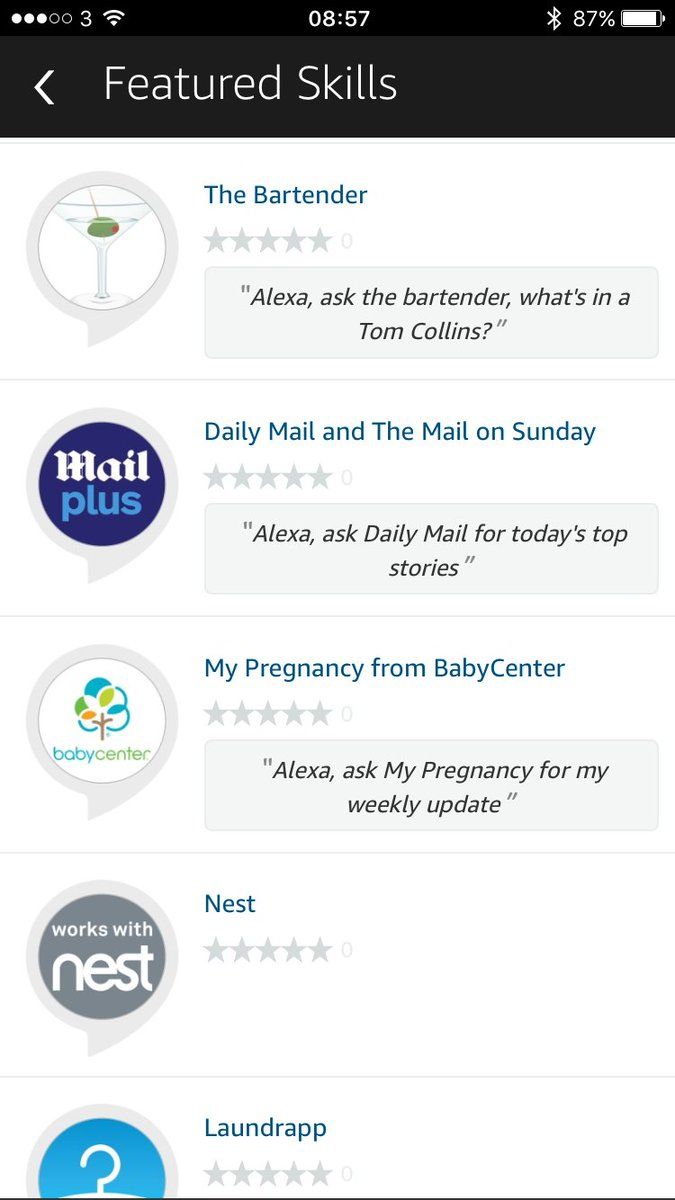 3 08:57 87%
Featured Skills
The Bartender
0
"Alexa, ask the bartender, what's in a
Tom Collins?"
Mail
plus
Daily Mail and The Mail on Sunday
0
"Alexa, ask Daily Mail for today's top
stories"
babycenter
My Pregnancy from BabyCenter
0
"Alexa, ask My Pregnancy for my
weekly update"
works with
nest
Nest
0
Laundrapp
0